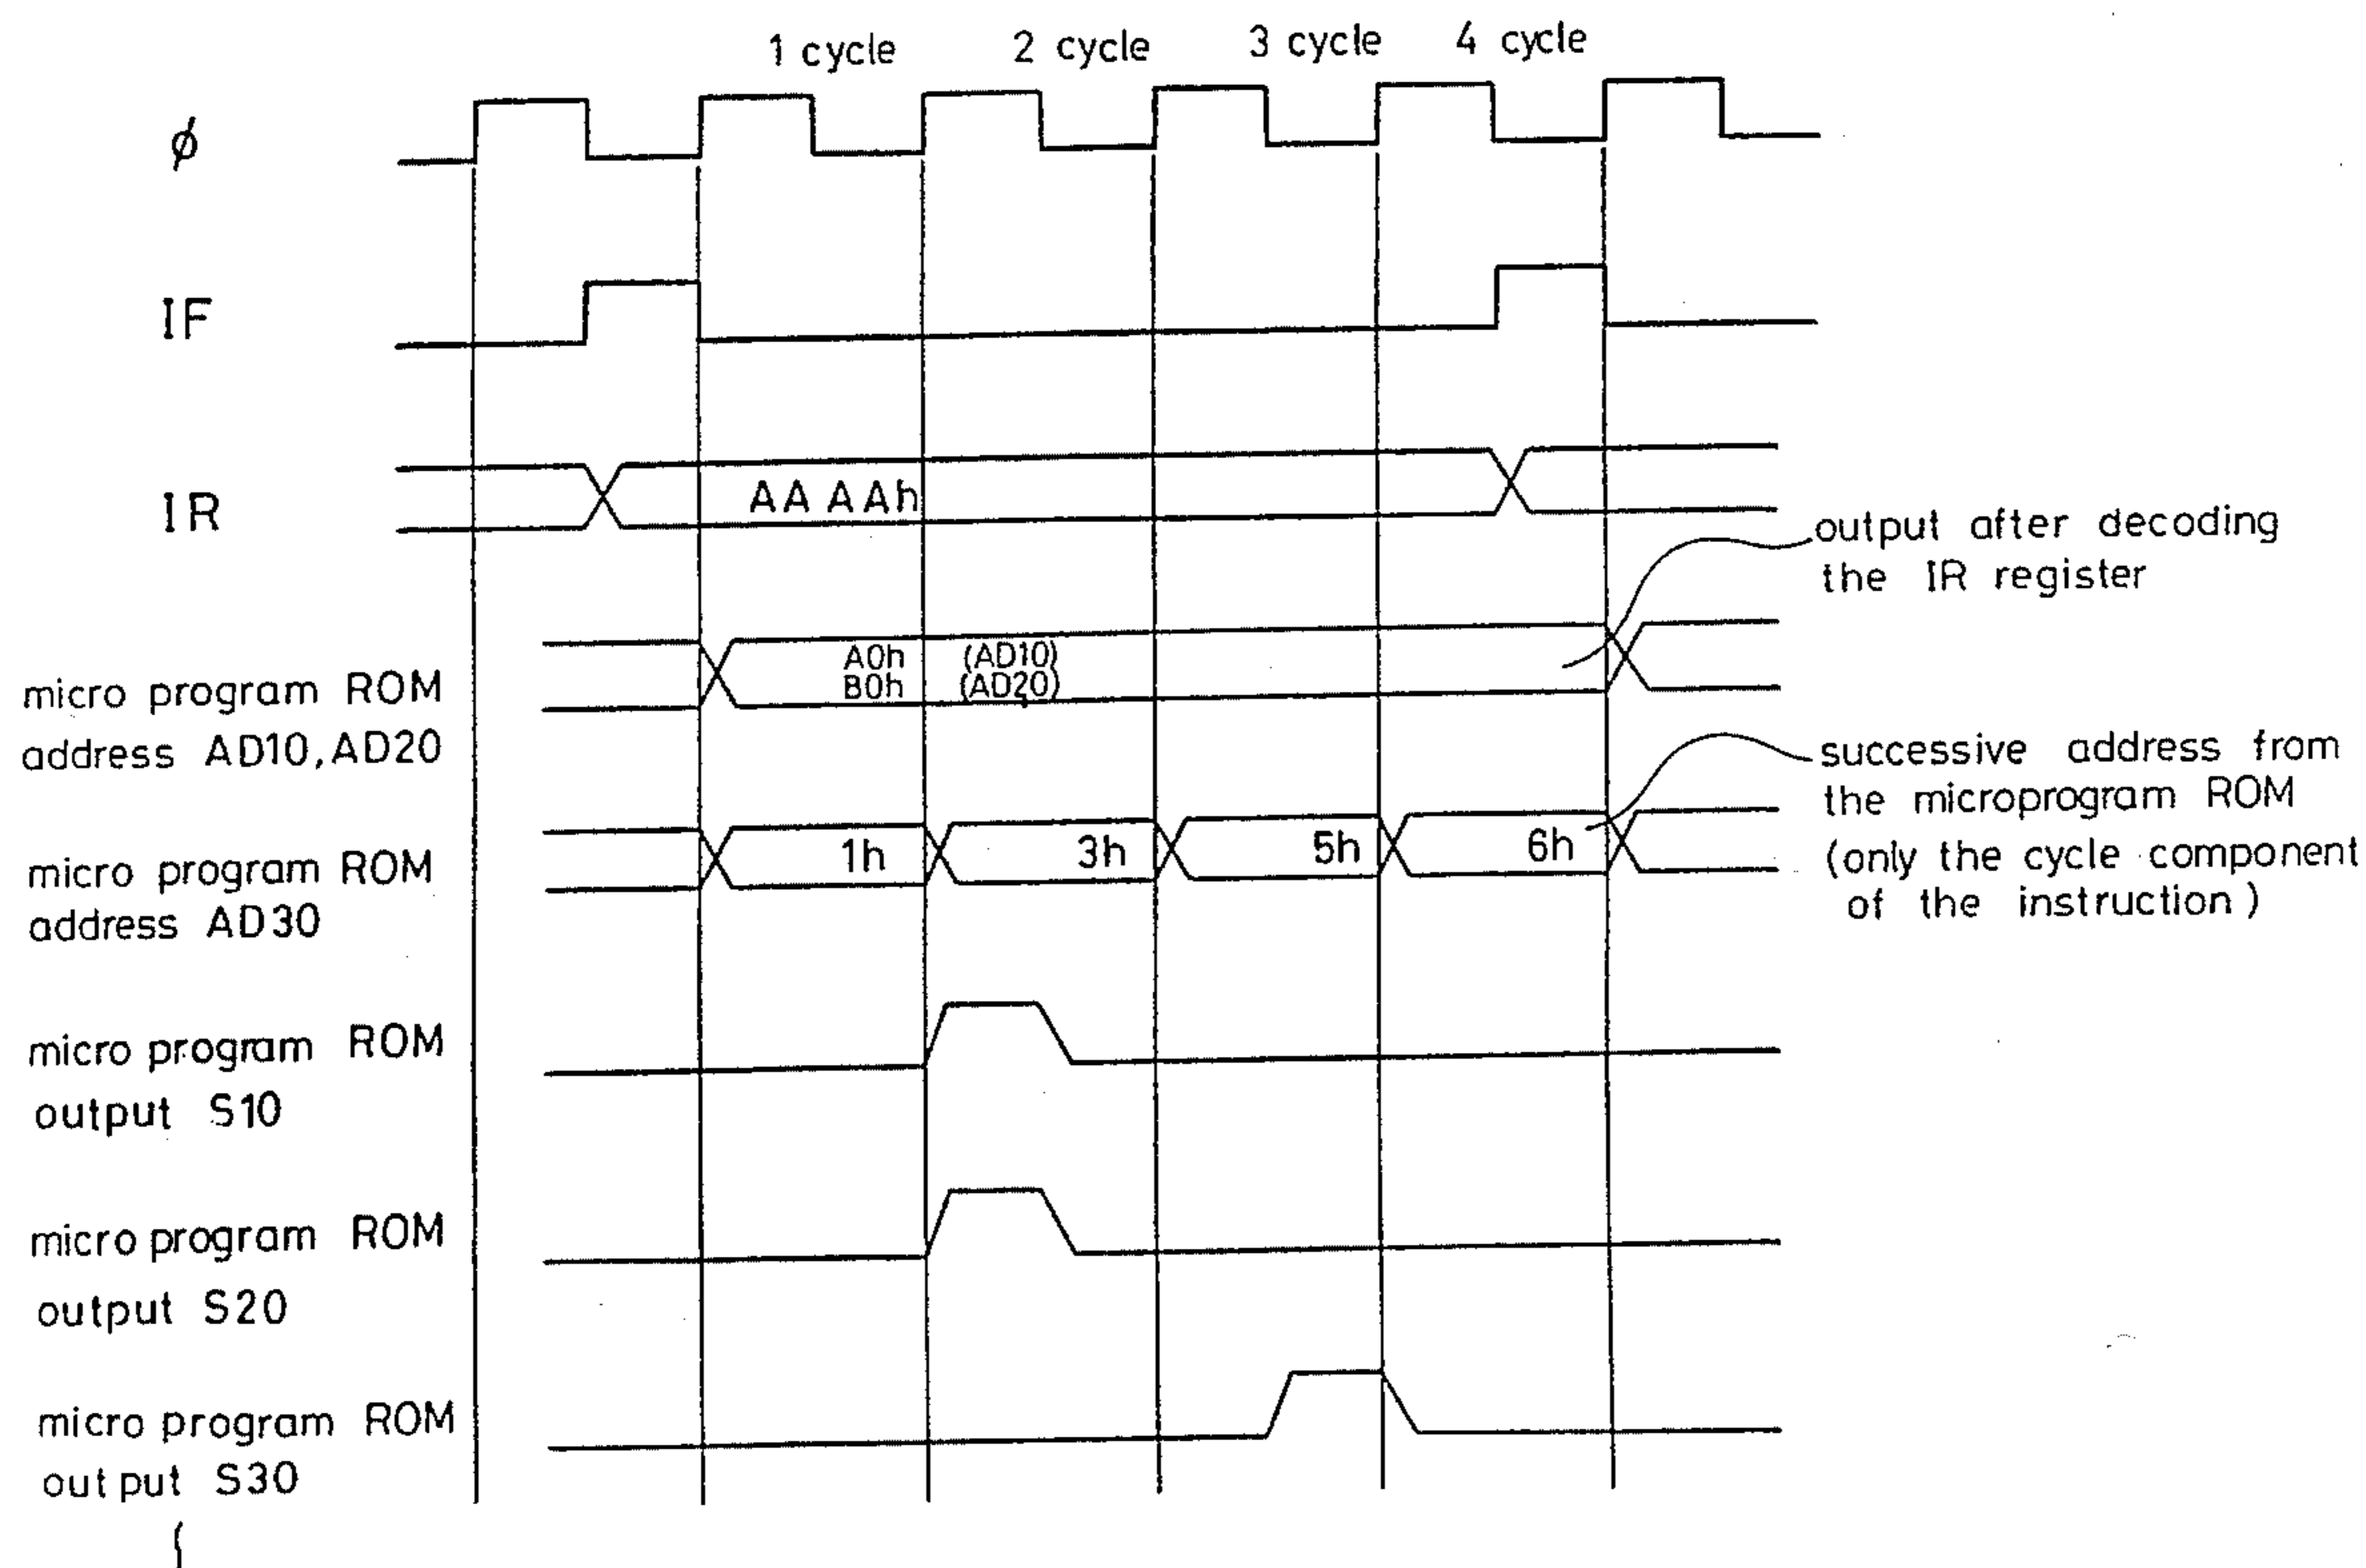 1 cycle 2 cycle 3 cycle 4 cycle
ϕ
IF
IR
AA AAh
output after decoding
the IR register
A0h (AD10)
B0h (AD20)
micro program ROM
address AD10, AD20
successive address from
the microprogram ROM
(only the cycle component
of the instruction)
1h 3h 5h 6h
micro program ROM
address AD30
micro program ROM
output S10
micro program ROM
output S20
micro program ROM
output S30